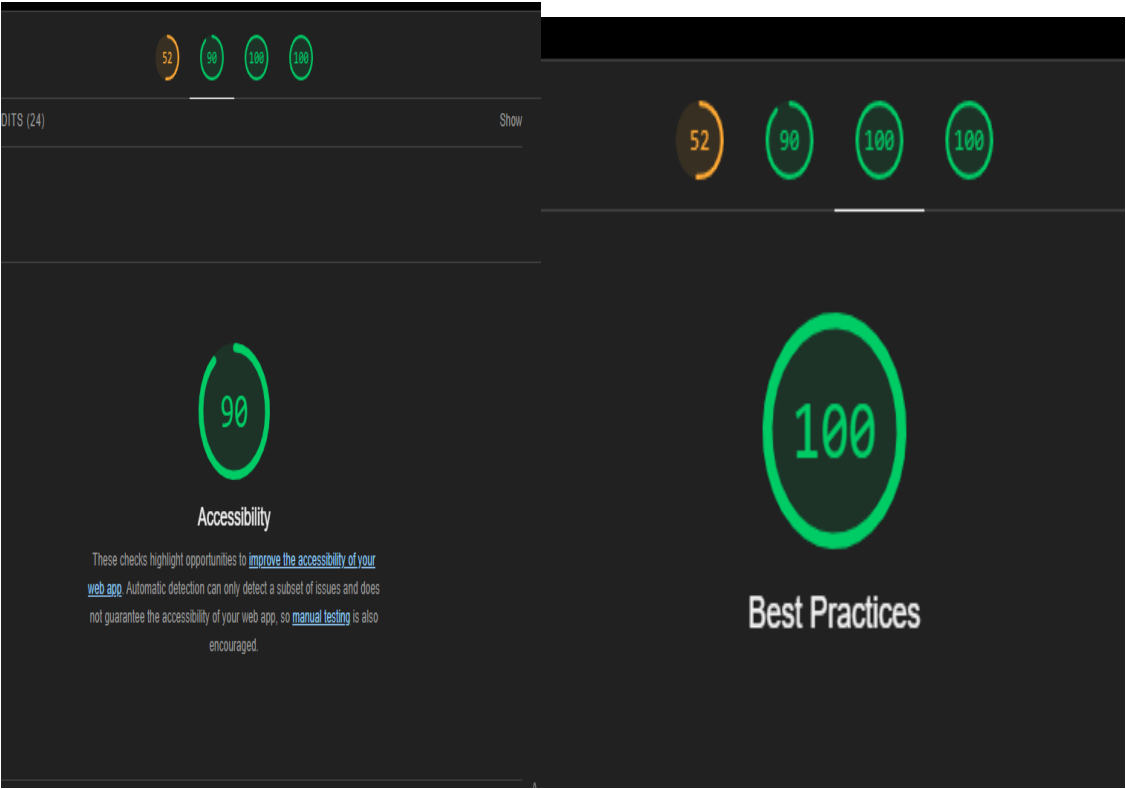 52 90 100 100
DITS (24) Show
90
Accessibility
These checks highlight opportunities to improve the accessibility of your
web app. Automatic detection can only detect a subset of issues and does
not guarantee the accessibility of your web app, so manual testing is also
encouraged.
52 90 100 100
100
Best Practices